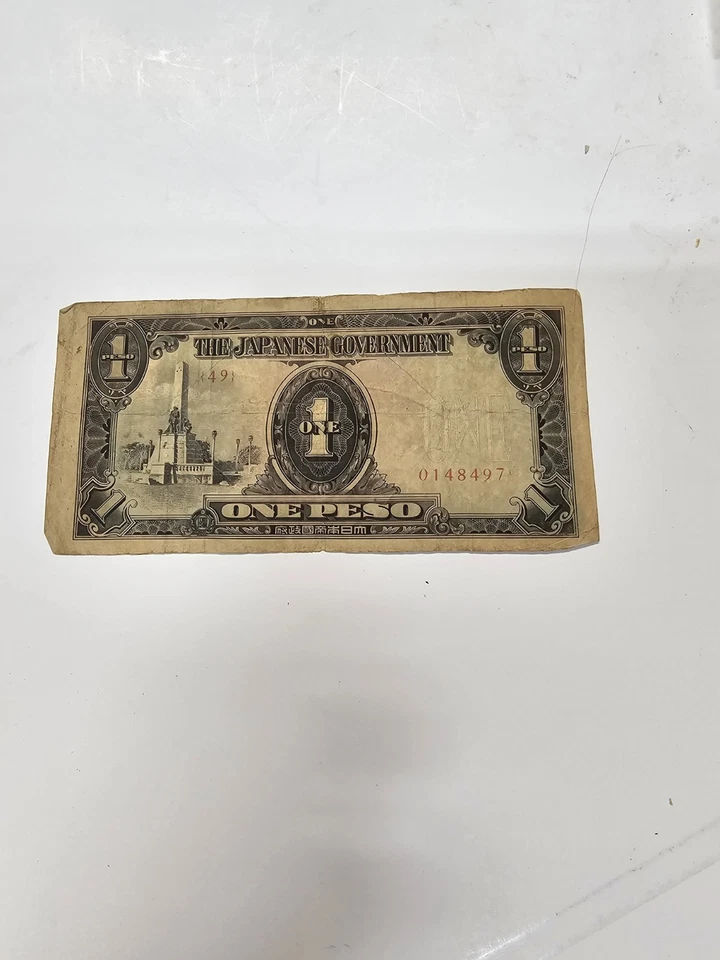 ONE
THE JAPANESE GOVERNMENT
1 PESO
1 PESO
{49}
1 ONE
0148497
1
ONE PESO
1
府政國帝本日大